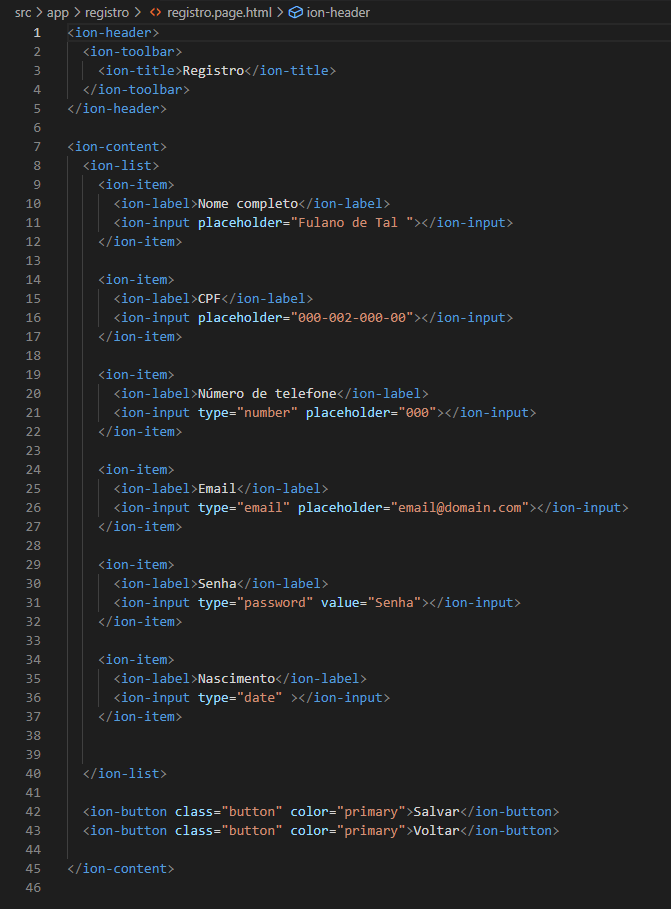 src > app > registro > <> registro.page.html > ion-header
1 <ion-header>
2   <ion-toolbar>
3     <ion-title>Registro</ion-title>
4   </ion-toolbar>
5 </ion-header>
6
7 <ion-content>
8   <ion-list>
9     <ion-item>
10       <ion-label>Nome completo</ion-label>
11       <ion-input placeholder="Fulano de Tal "></ion-input>
12     </ion-item>
13
14     <ion-item>
15       <ion-label>CPF</ion-label>
16       <ion-input placeholder="000-002-000-00"></ion-input>
17     </ion-item>
18
19     <ion-item>
20       <ion-label>Número de telefone</ion-label>
21       <ion-input type="number" placeholder="000"></ion-input>
22     </ion-item>
23
24     <ion-item>
25       <ion-label>Email</ion-label>
26       <ion-input type="email" placeholder="email@domain.com"></ion-input>
27     </ion-item>
28
29     <ion-item>
30       <ion-label>Senha</ion-label>
31       <ion-input type="password" value="Senha"></ion-input>
32     </ion-item>
33
34     <ion-item>
35       <ion-label>Nascimento</ion-label>
36       <ion-input type="date" ></ion-input>
37     </ion-item>
38
39
40   </ion-list>
41
42   <ion-button class="button" color="primary">Salvar</ion-button>
43   <ion-button class="button" color="primary">Voltar</ion-button>
44
45 </ion-content>
46